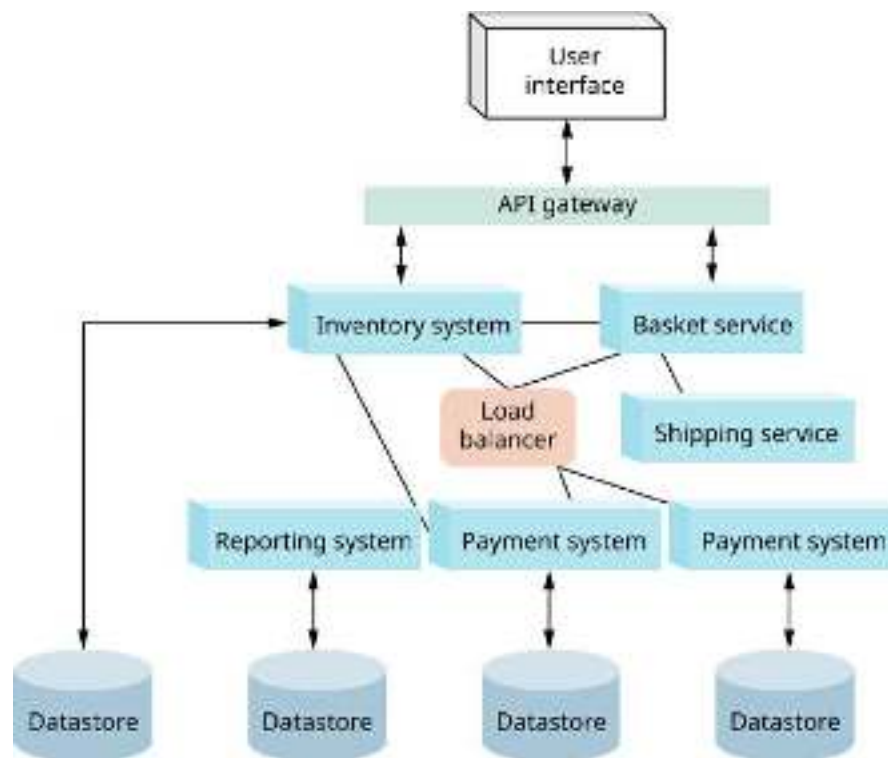 User
interface
API gateway
Inventory system
Basket service
Load
balancer
Shipping service
Reporting system
Payment system
Payment system
Datastore
Datastore
Datastore
Datastore